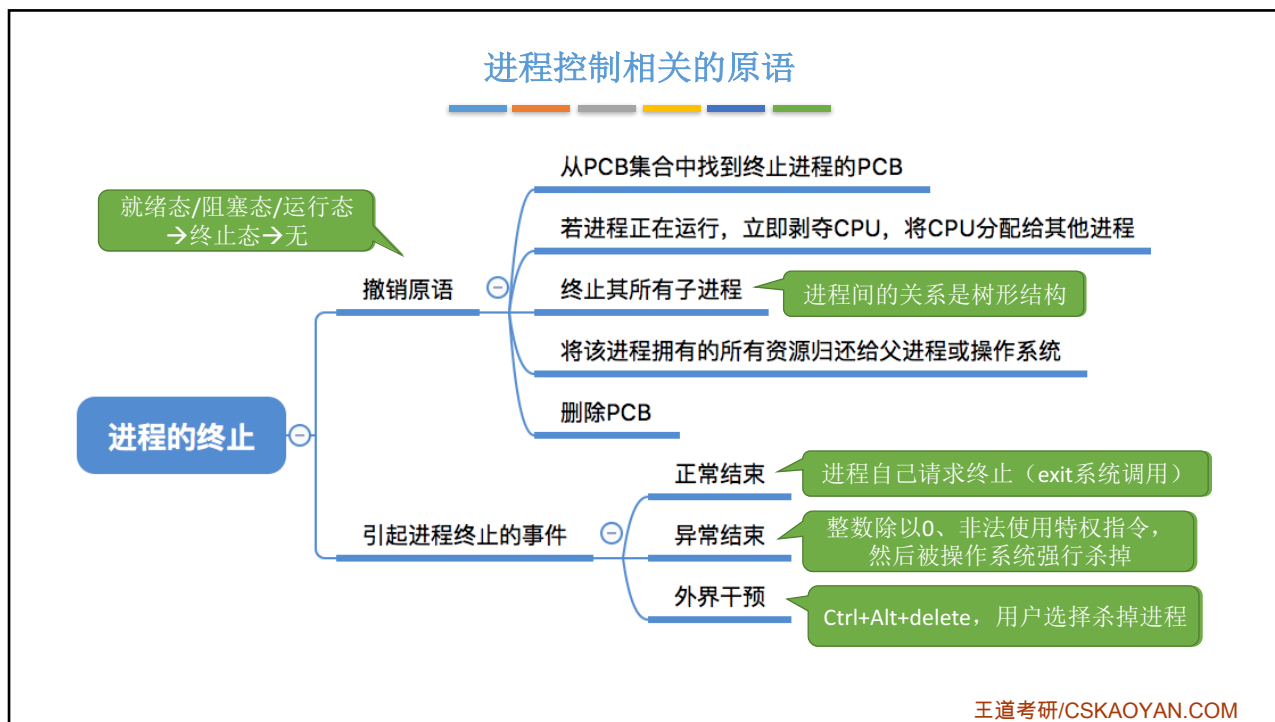 进程控制相关的原语
从PCB集合中找到终止进程的PCB
就绪态/阻塞态/运行态
→终止态→无
若进程正在运行，立即剥夺CPU，将CPU分配给其他进程
撤销原语
终止其所有子进程
进程间的关系是树形结构
将该进程拥有的所有资源归还给父进程或操作系统
删除PCB
进程的终止
正常结束
进程自己请求终止（exit系统调用）
引起进程终止的事件
异常结束
整数除以0、非法使用特权指令，
然后被操作系统强行杀掉
外界干预
Ctrl+Alt+delete，用户选择杀掉进程
王道考研/CSKAOYAN.COM